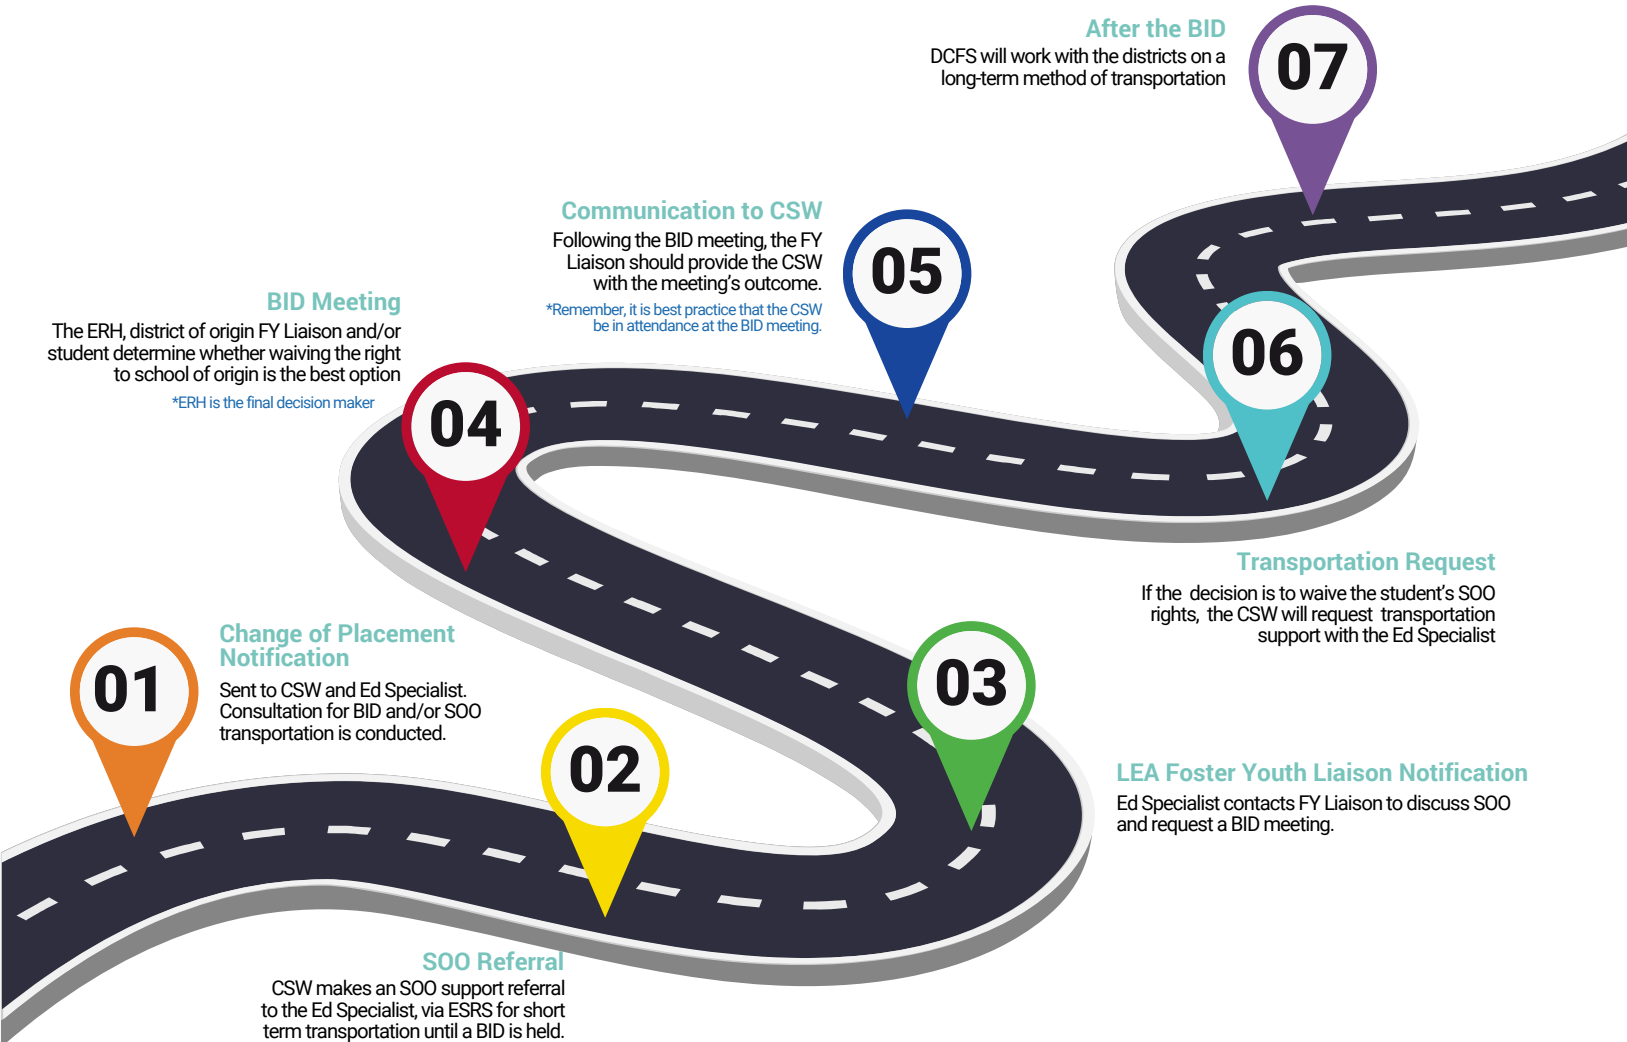 01
Change of Placement
Notification
Sent to CSW and Ed Specialist.
Consultation for BID and/or SOO
transportation is conducted.
02
SOO Referral
CSW makes an SOO support referral
to the Ed Specialist, via ESRS for short
term transportation until a BID is held.
03
LEA Foster Youth Liaison Notification
Ed Specialist contacts FY Liaison to discuss SOO
and request a BID meeting.
04
BID Meeting
The ERH, district of origin FY Liaison and/or
student determine whether waiving the right
to school of origin is the best option
*ERH is the final decision maker
05
Communication to CSW
Following the BID meeting, the FY
Liaison should provide the CSW
with the meeting's outcome.
*Remember, it is best practice that the CSW
be in attendance at the BID meeting.
06
Transportation Request
If the decision is to waive the student's SOO
rights, the CSW will request transportation
support with the Ed Specialist
07
After the BID
DCFS will work with the districts on a
long-term method of transportation